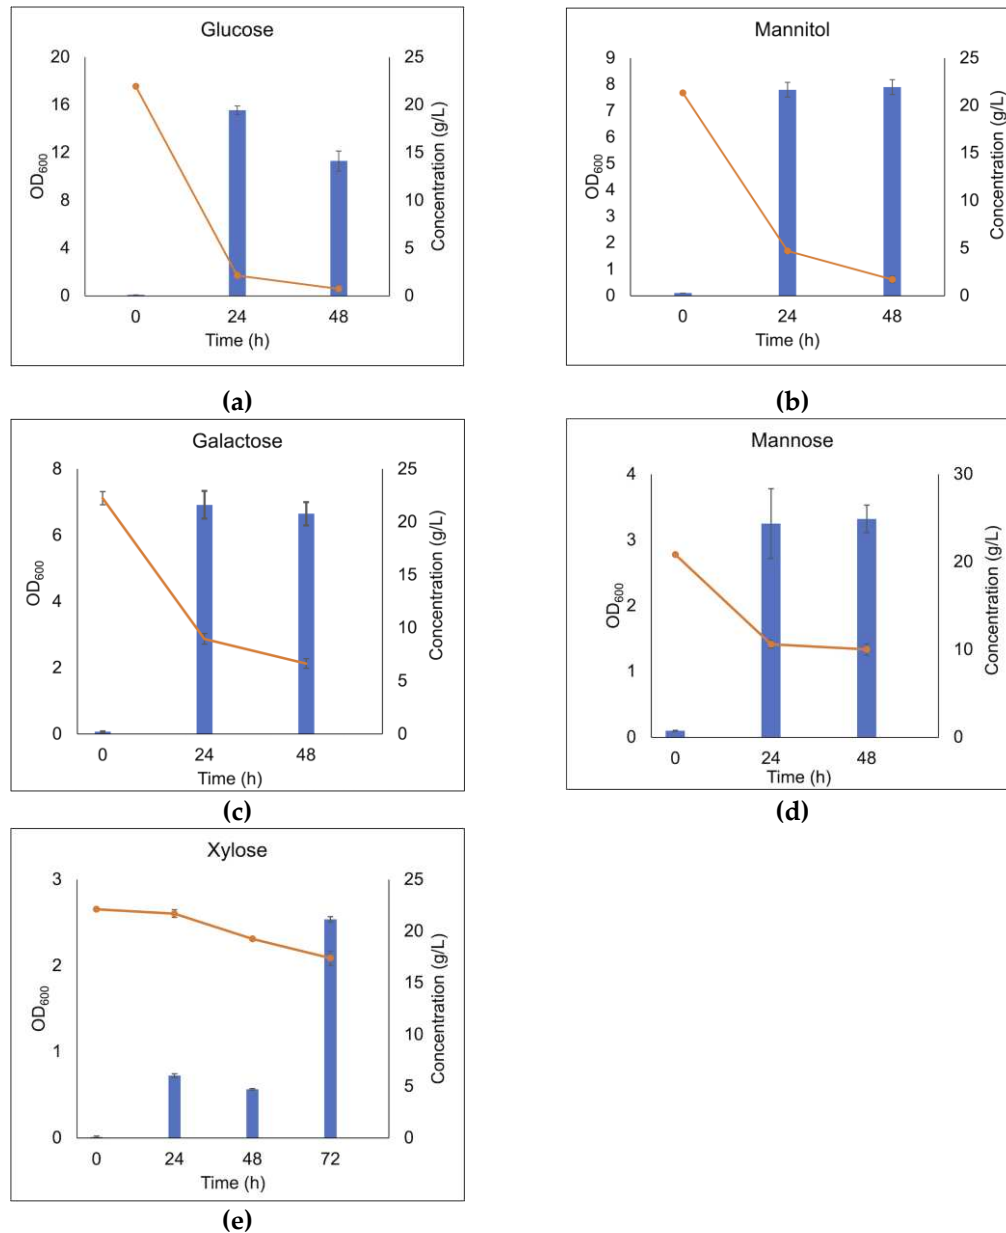 Glucose
20
16
12
8
4
0
OD600
25
20
15
10
5
0
Concentration (g/L)
0 24 48
Time (h)
(a)
Mannitol
9
8
7
6
5
4
3
2
1
0
OD600
25
20
15
10
5
0
Concentration (g/L)
0 24 48
Time (h)
(b)
Galactose
8
6
4
2
0
OD600
25
20
15
10
5
0
Concentration (g/L)
0 24 48
Time (h)
(c)
Mannose
4
3
2
1
0
OD600
30
20
10
0
Concentration (g/L)
0 24 48
Time (h)
(d)
Xylose
3
2
1
0
OD600
25
20
15
10
5
0
Concentration (g/L)
0 24 48 72
Time (h)
(e)